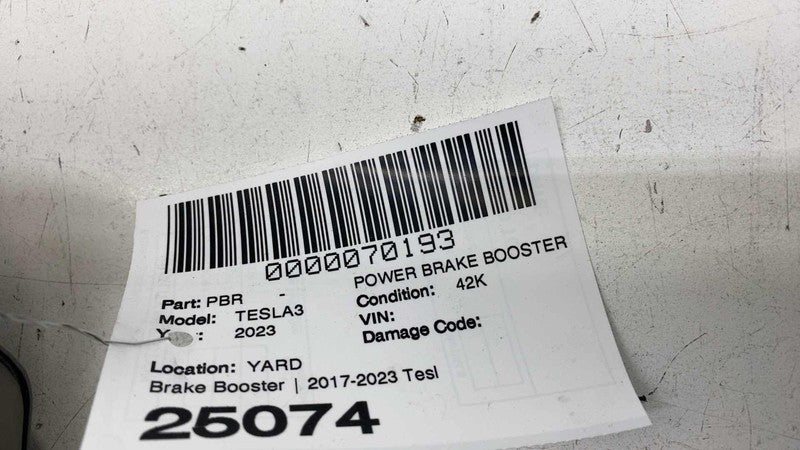 0000070193
Part: PBR - POWER BRAKE BOOSTER
Model: TESLA3 Condition: 42K
Y : 2023 VIN:
Damage Code:
Location: YARD
Brake Booster | 2017-2023 Tesl
25074